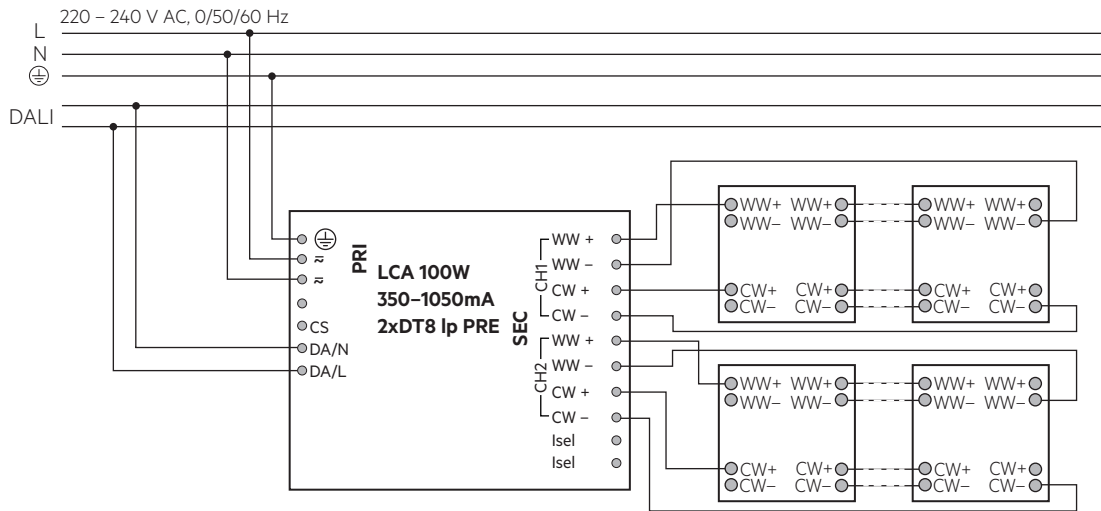 220 – 240 V AC, 0/50/60 Hz
L
N
DALI
PRI
LCA 100W
350–1050mA
2xDT8 lp PRE
SEC
CS
DA/N
DA/L
CH1
WW +
WW –
CW +
CW –
CH2
WW +
WW –
CW +
CW –
Isel
Isel
WW+ WW+ WW+ WW+
WW– WW– WW– WW–
CW+ CW+ CW+ CW+
CW– CW– CW– CW–
WW+ WW+ WW+ WW+
WW– WW– WW– WW–
CW+ CW+ CW+ CW+
CW– CW– CW– CW–